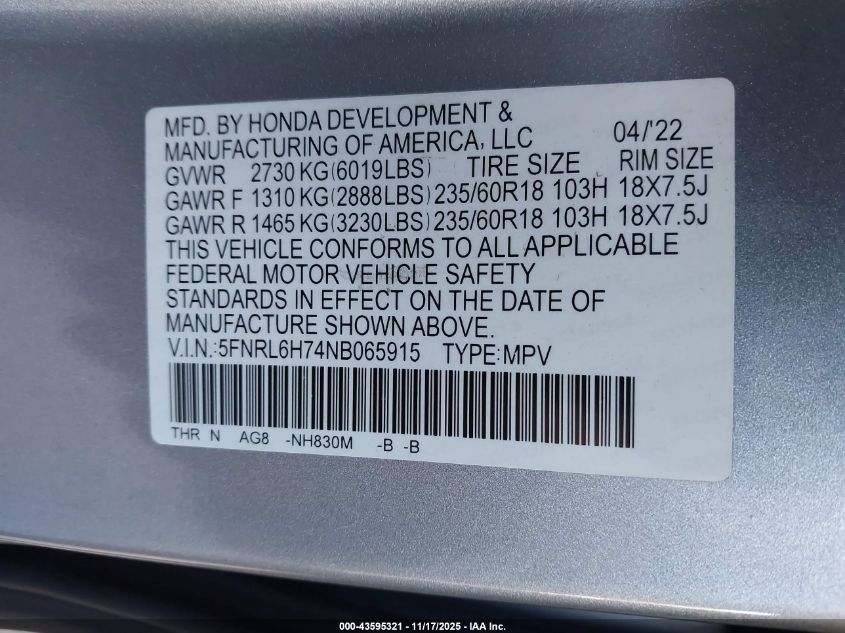 MFD. BY HONDA DEVELOPMENT &
MANUFACTURING OF AMERICA, LLC 04/'22
GVWR 2730 KG(6019LBS) TIRE SIZE RIM SIZE
GAWR F 1310 KG(2888LBS) 235/60R18 103H 18X7.5J
GAWR R 1465 KG(3230LBS) 235/60R18 103H 18X7.5J
THIS VEHICLE CONFORMS TO ALL APPLICABLE
FEDERAL MOTOR VEHICLE SAFETY
STANDARDS IN EFFECT ON THE DATE OF
MANUFACTURE SHOWN ABOVE.
V.I.N.:5FNRL6H74NB065915 TYPE:MPV
THR N AG8 -NH830M -B -B
000-43595321 - 11/17/2025 - IAA Inc.